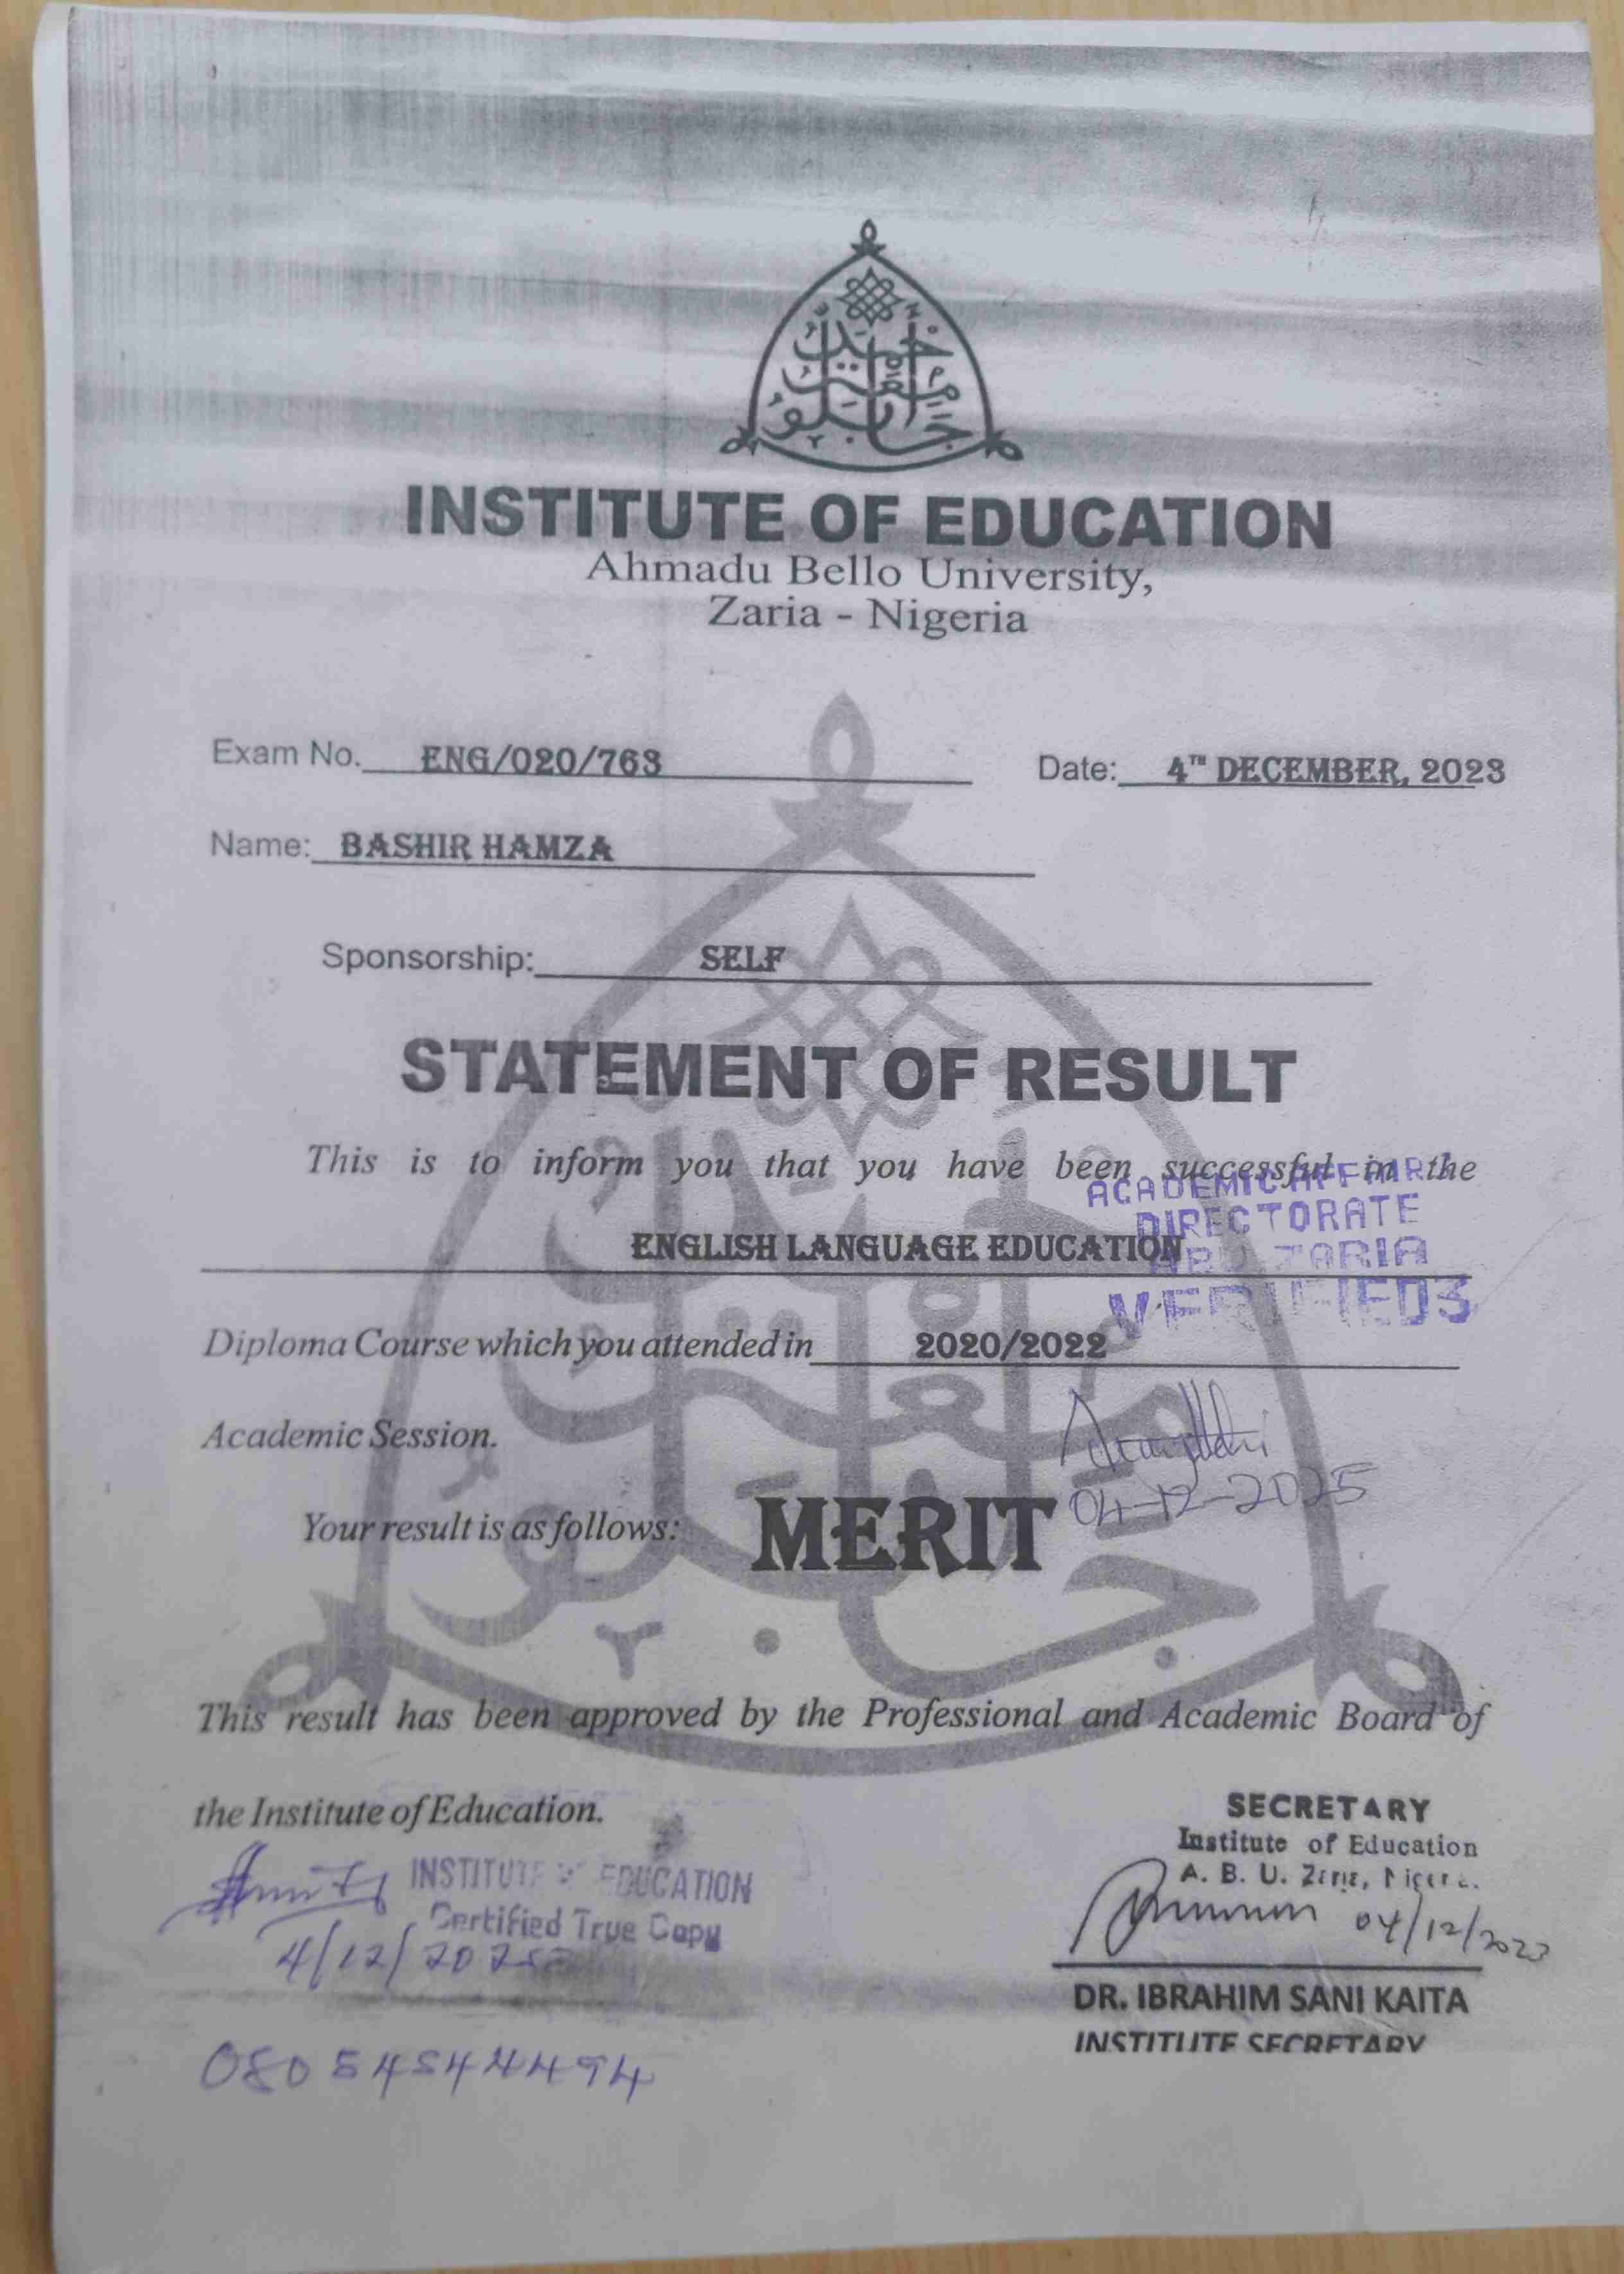 INSTITUTE OF EDUCATION
Ahmadu Bello University,
Zaria - Nigeria
Exam No. ENG/020/763
Date: 4TH DECEMBER, 2023
Name: BASHIR HAMZA
Sponsorship: SELF
STATEMENT OF RESULT
This is to inform you that you have been successful in the
ACADEMIC AFFAIRS
DIRECTORATE
ABU ZARIA
VERIFIED3
ENGLISH LANGUAGE EDUCATION
Diploma Course which you attended in 2020/2022
Academic Session.
04-12-2025
Your result is as follows: MERIT
This result has been approved by the Professional and Academic Board of
the Institute of Education.
INSTITUTE OF EDUCATION
Certified True Copy
4/12/2025
08054544494
SECRETARY
Institute of Education
A. B. U. Zaria, Nigeria.
04/12/2023
DR. IBRAHIM SANI KAITA
INSTITUTE SECRETARY